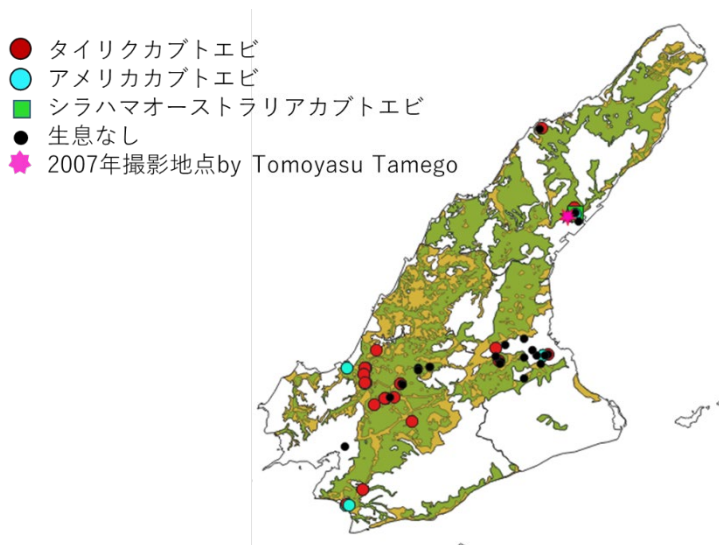 タイリクカブトエビ
アメリカカブトエビ
シラハマオーストラリアカブトエビ
生息なし
2007年撮影地点by Tomoyasu Tamego